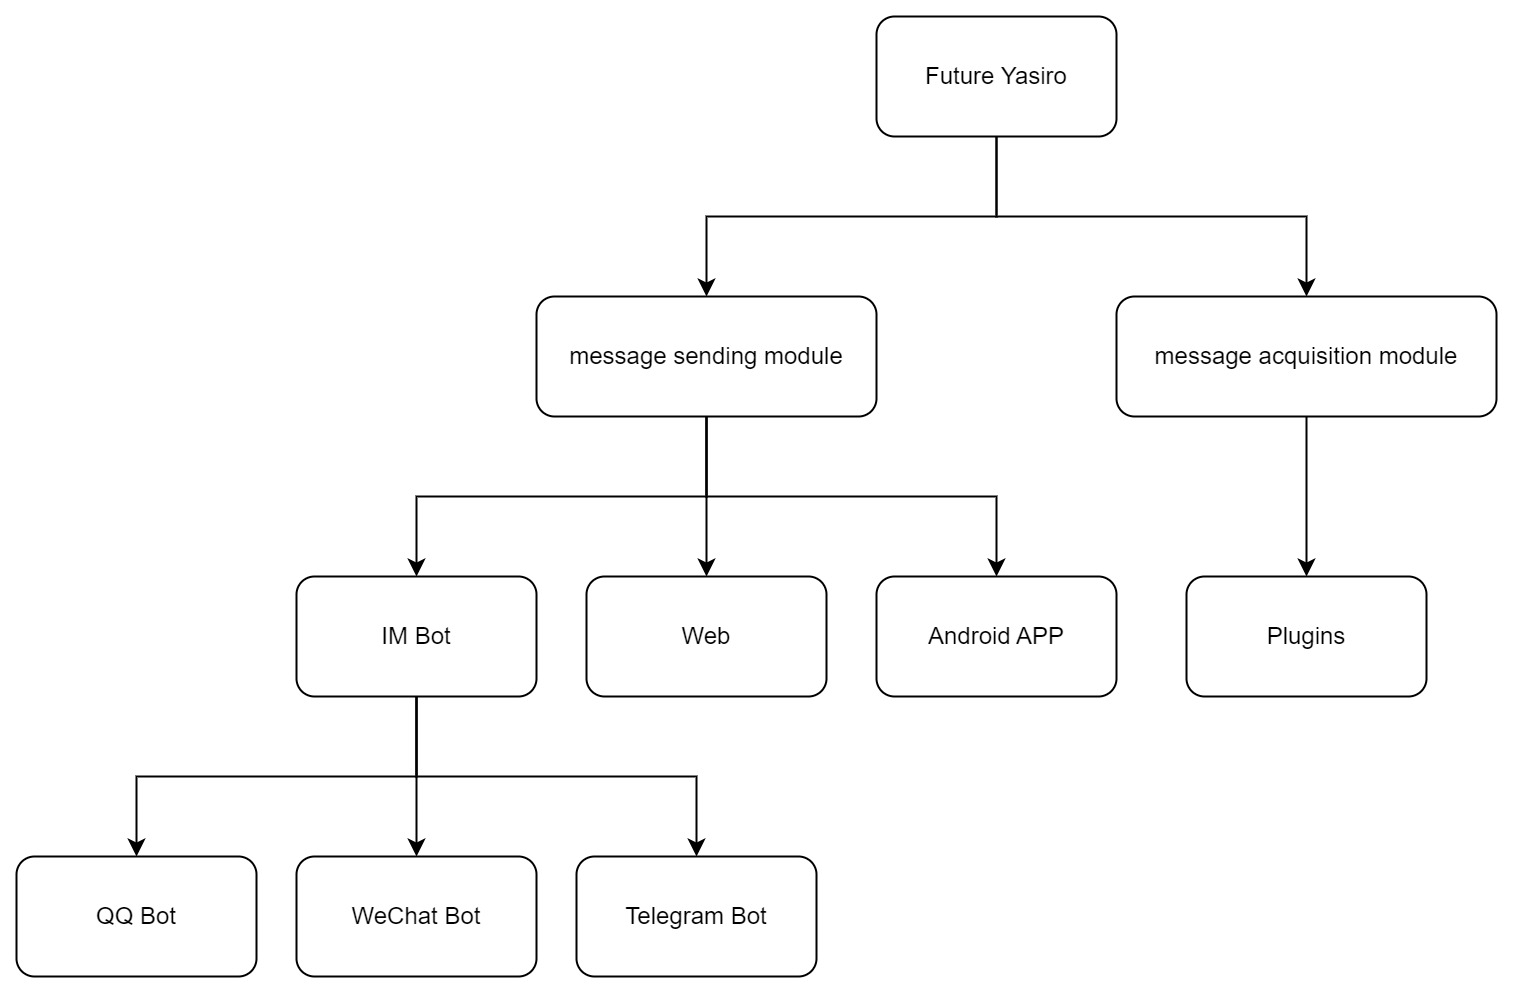 Future Yasiro
message sending module
message acquisition module
IM Bot
Web
Android APP
Plugins
QQ Bot
WeChat Bot
Telegram Bot